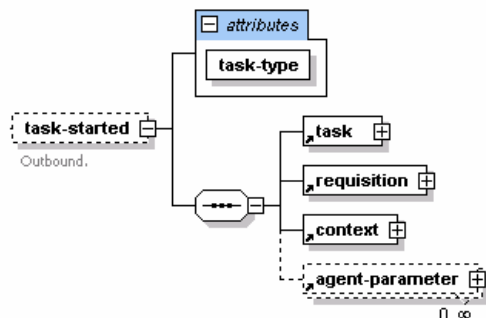 attributes
task-type
task-started
Outbound.
task
requisition
context
agent-parameter
0..∞